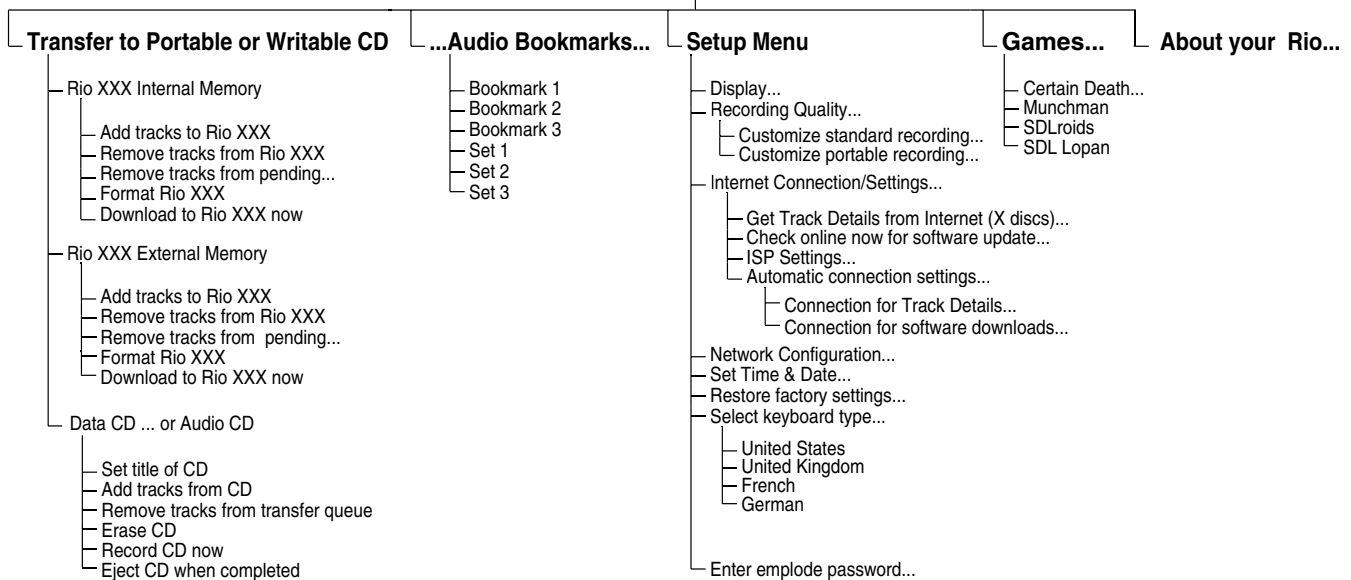 Transfer to Portable or Writable CD
Rio XXX Internal Memory
Add tracks to Rio XXX
Remove tracks from Rio XXX
Remove tracks from pending...
Format Rio XXX
Download to Rio XXX now
Rio XXX External Memory
Add tracks to Rio XXX
Remove tracks from Rio XXX
Remove tracks from pending...
Format Rio XXX
Download to Rio XXX now
Data CD ... or Audio CD
Set title of CD
Add tracks from CD
Remove tracks from transfer queue
Erase CD
Record CD now
Eject CD when completed
...Audio Bookmarks...
Bookmark 1
Bookmark 2
Bookmark 3
Set 1
Set 2
Set 3
Setup Menu
Display...
Recording Quality...
Customize standard recording...
Customize portable recording...
Internet Connection/Settings...
Get Track Details from Internet (X discs)...
Check online now for software update...
ISP Settings...
Automatic connection settings...
Connection for Track Details...
Connection for software downloads...
Network Configuration...
Set Time & Date...
Restore factory settings...
Select keyboard type...
United States
United Kingdom
French
German
Enter emplode password...
Games...
Certain Death...
Munchman
SDLroids
SDL Lopan
About your Rio...